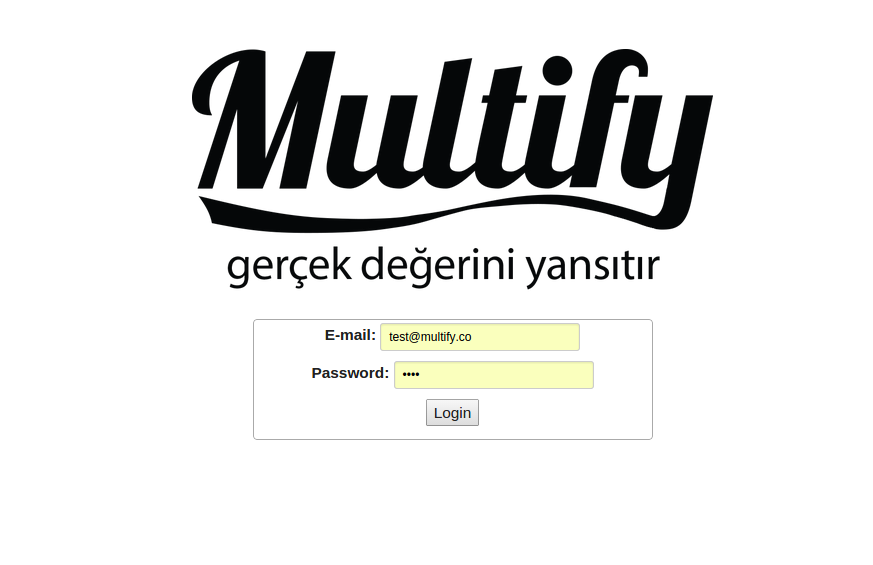 Multify
gerçek değerini yansıtır
E-mail: test@multify.co
Password: ••••
Login